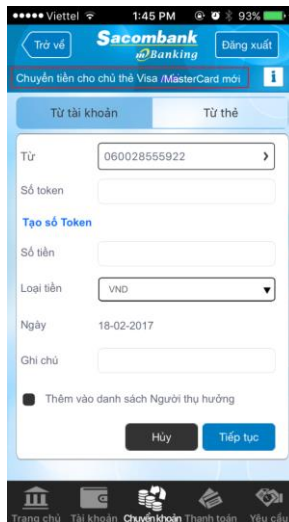 Viettel 1:45 PM 93%
Trở về Sacombank Đăng xuất
mBanking
Chuyển tiền cho chủ thẻ Visa /MasterCard mới i
Từ tài khoản Từ thẻ
Từ 060028555922
Số token
Tạo số Token
Số tiền
Loại tiền VND
Ngày 18-02-2017
Ghi chú
Thêm vào danh sách Người thụ hưởng
Hủy Tiếp tục
Trang chủ Tài khoản Chuyển khoản Thanh toán Yêu cầu